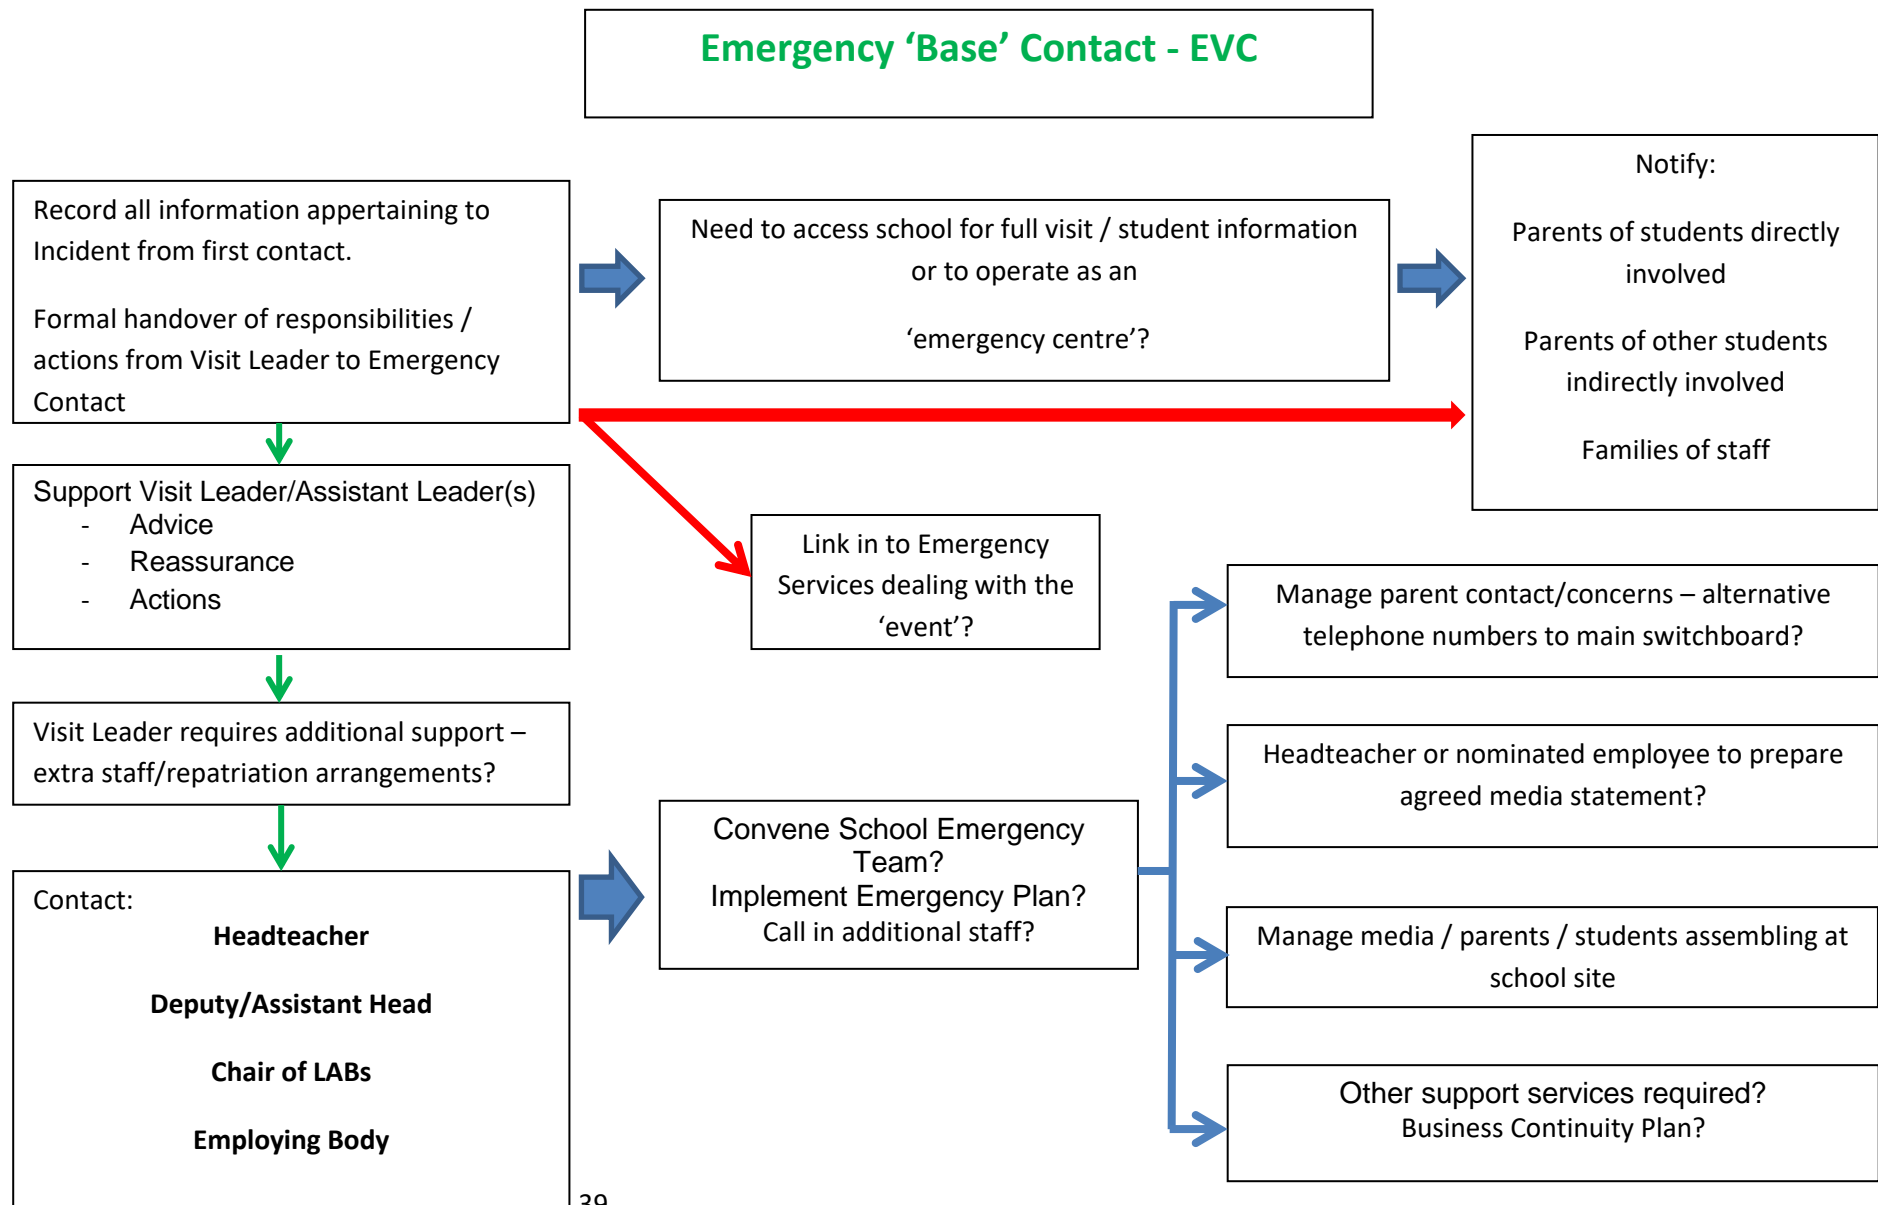 Emergency ‘Base’ Contact - EVC
Record all information appertaining to
Incident from first contact.
Formal handover of responsibilities /
actions from Visit Leader to Emergency
Contact
Need to access school for full visit / student information
or to operate as an
‘emergency centre’?
Notify:
Parents of students directly
involved
Parents of other students
indirectly involved
Families of staff
Support Visit Leader/Assistant Leader(s)
- Advice
- Reassurance
- Actions
Link in to Emergency
Services dealing with the
‘event’?
Visit Leader requires additional support –
extra staff/repatriation arrangements?
Contact:
Headteacher
Deputy/Assistant Head
Chair of LABs
Employing Body
Convene School Emergency
Team?
Implement Emergency Plan?
Call in additional staff?
Manage parent contact/concerns – alternative
telephone numbers to main switchboard?
Headteacher or nominated employee to prepare
agreed media statement?
Manage media / parents / students assembling at
school site
Other support services required?
Business Continuity Plan?
39